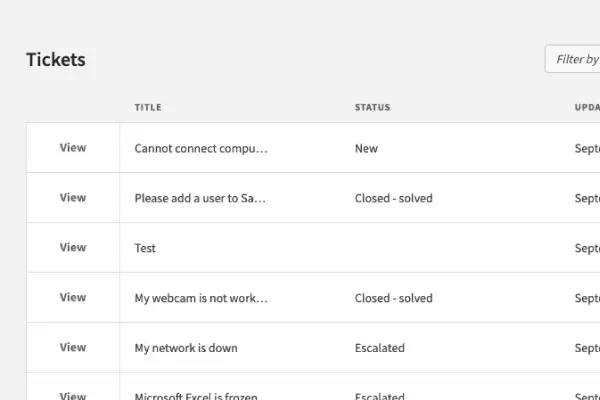 Tickets
Filter by
TITLE STATUS UPDA
View Cannot connect compu... New Septe
View Please add a user to Sa... Closed - solved Septe
View Test Septe
View My webcam is not work... Closed - solved Septe
View My network is down Escalated Septe
View Microsoft Excel is frozen Escalated Septe